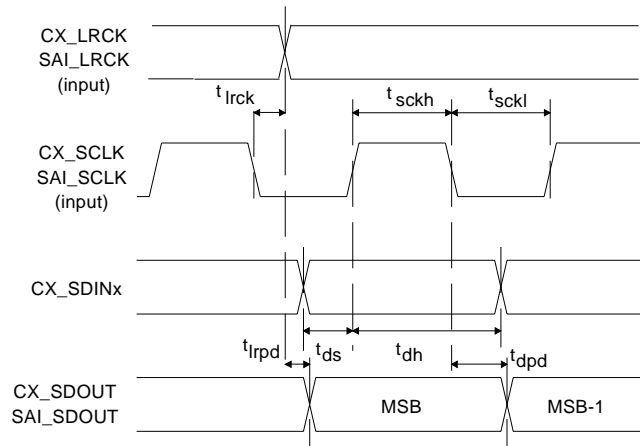 CX_LRCK
SAI_LRCK
(input)
t lrck
t sckh
t sckl
CX_SCLK
SAI_SCLK
(input)
CX_SDINx
t lrpd
t ds
t dh
t dpd
CX_SDOUT
SAI_SDOUT
MSB
MSB-1